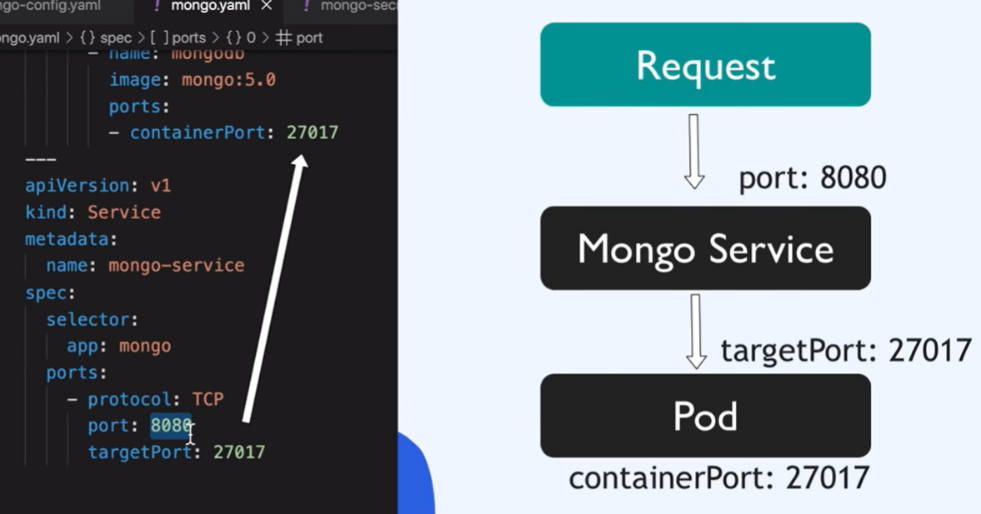 go-config.yaml
! mongo.yaml ×
! mongo-sec
ngo.yaml > {} spec > [ ] ports > {} 0 > # port
- name: mongodb
image: mongo:5.0
ports:
- containerPort: 27017
---
apiVersion: v1
kind: Service
metadata:
name: mongo-service
spec:
selector:
app: mongo
ports:
- protocol: TCP
port: 8080
targetPort: 27017
Request
port: 8080
Mongo Service
targetPort: 27017
Pod
containerPort: 27017